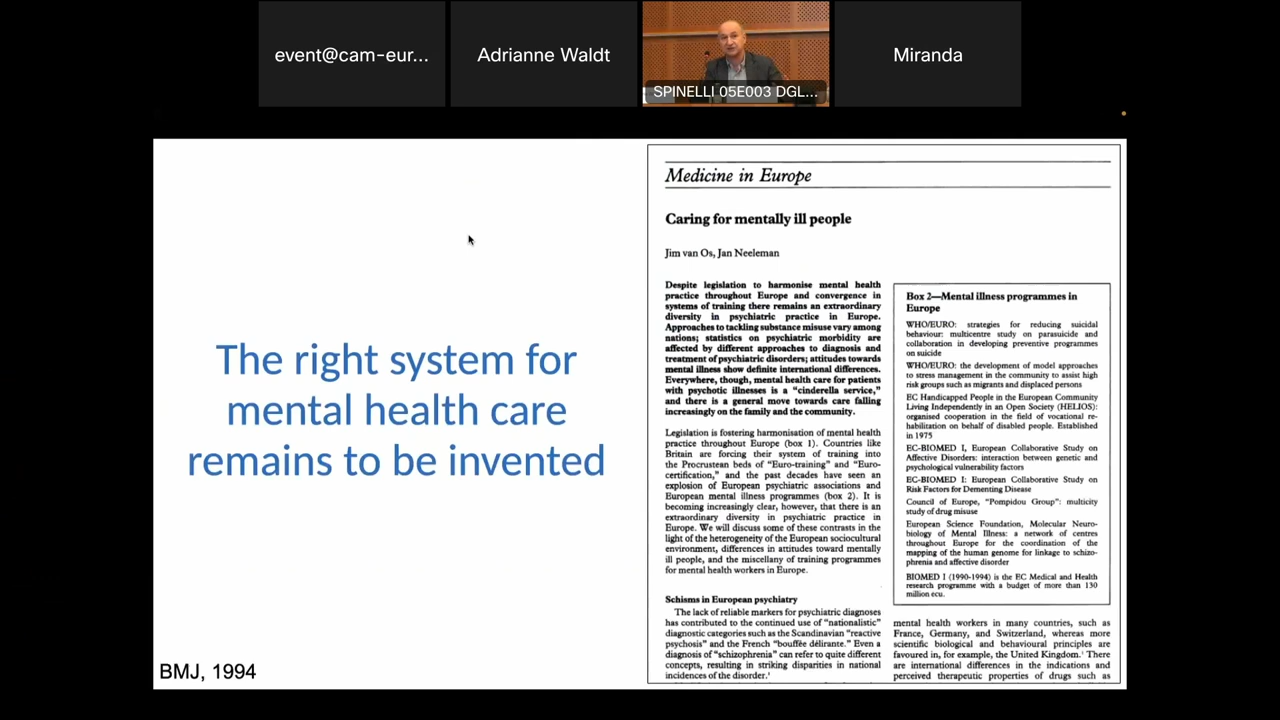 event@cam-eur...
Adrianne Waldt
SPINELLI 05E003 DGL...
Miranda
The right system for
mental health care
remains to be invented
BMJ, 1994
Medicine in Europe
Caring for mentally ill people
Jim van Os, Jan Neeleman
Despite legislation to harmonise mental health
practice throughout Europe and convergence in
systems of training there remains an extraordinary
diversity in psychiatric practice in Europe.
Approaches to tackling substance misuse vary among
nations; statistics on psychiatric morbidity are
affected by different approaches to diagnosis and
treatment of psychiatric disorders; attitudes towards
mental illness show definite international differences.
Everywhere, though, mental health care for patients
with psychotic illnesses is a “cinderella service,”
and there is a general move towards care falling
increasingly on the family and the community.
Legislation is fostering harmonisation of mental health
practice throughout Europe (box 1). Countries like
Britain are forcing their system of training into
the Procrustean beds of “Euro-training” and “Euro-
certification,” and the past decades have seen an
explosion of European psychiatric associations and
European mental illness programmes (box 2). It is
becoming increasingly clear, however, that there is an
extraordinary diversity in psychiatric practice in
Europe. We will discuss some of these contrasts in the
light of the heterogeneity of the European sociocultural
environment, differences in attitudes toward mentally
ill people, and the miscellany of training programmes
for mental health workers in Europe.
Schisms in European psychiatry
The lack of reliable markers for psychiatric diagnoses
has contributed to the continued use of “nationalistic”
diagnostic categories such as the Scandinavian “reactive
psychosis” and the French “bouffée délirante.” Even a
diagnosis of “schizophrenia” can refer to quite different
concepts, resulting in striking disparities in national
incidences of the disorder.¹
Box 2—Mental illness programmes in
Europe
WHO/EURO: strategies for reducing suicidal
behaviour: multicentre study on parasuicide and
collaboration in developing preventive programmes
on suicide
WHO/EURO: the development of model approaches
to stress management in the community to assist high
risk groups such as migrants and displaced persons
EC Handicapped People in the European Community
Living Independently in an Open Society (HELIOS):
organised cooperation in the field of vocational re-
habilitation on behalf of disabled people. Established
in 1975
EC-BIOMED I, European Collaborative Study on
Affective Disorders: interaction between genetic and
psychological vulnerability factors
EC-BIOMED I: European Collaborative Study on
Risk Factors for Dementing Disease
Council of Europe, “Pompidou Group”: multicity
study of drug misuse
European Science Foundation, Molecular Neuro-
biology of Mental Illness: a network of centres
throughout Europe for the coordination of the
mapping of the human genome for linkage to schizo-
phrenia and affective disorder
BIOMED I (1990-1994) is the EC Medical and Health
research programme with a budget of more than 130
million ecu.
mental health workers in many countries, such as
France, Germany, and Switzerland, whereas more
scientific biological and behavioural principles are
favoured in, for example, the United Kingdom.¹ There
are international differences in the indications and
perceived therapeutic properties of drugs such as